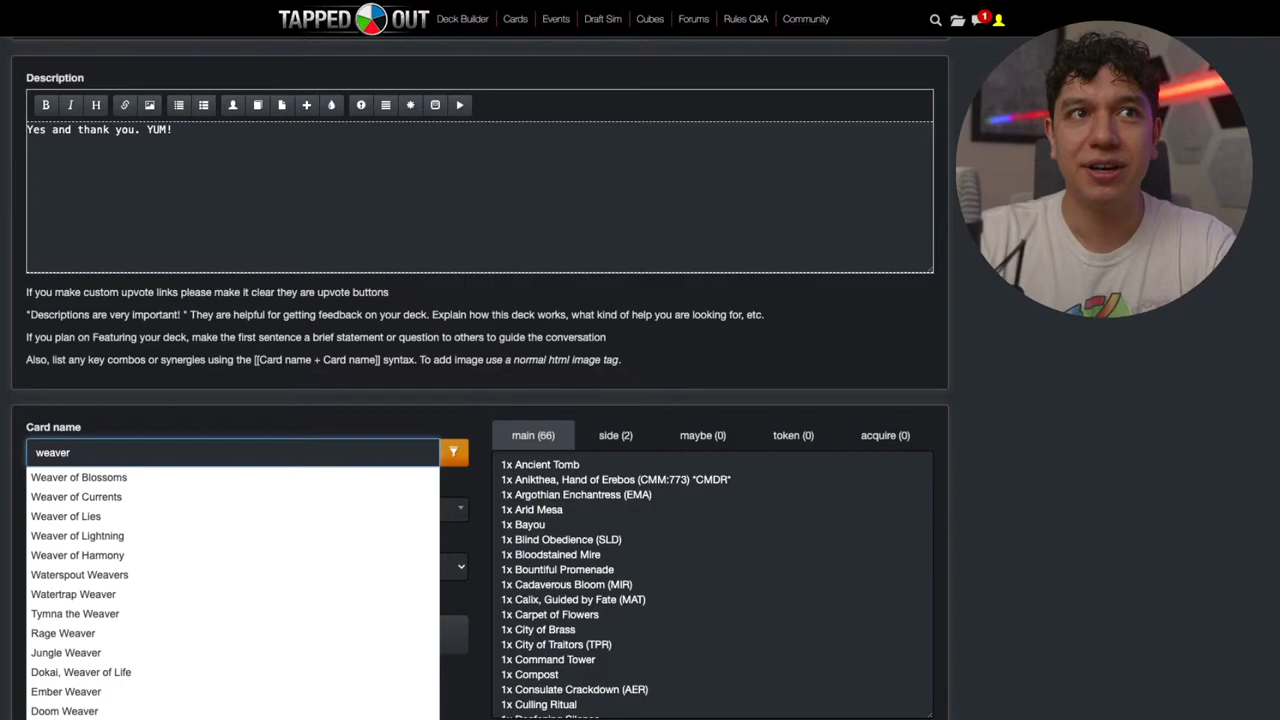 TAPPED OUT Deck Builder Cards Events Draft Sim Cubes Forums Rules Q&A Community 1
Description
B I H
Yes and thank you. YUM!
If you make custom upvote links please make it clear they are upvote buttons
"Descriptions are very important! " They are helpful for getting feedback on your deck. Explain how this deck works, what kind of help you are looking for, etc.
If you plan on Featuring your deck, make the first sentence a brief statement or question to others to guide the conversation
Also, list any key combos or synergies using the [[Card name + Card name]] syntax. To add image use a normal html image tag.
Card name
weaver
Weaver of Blossoms
Weaver of Currents
Weaver of Lies
Weaver of Lightning
Weaver of Harmony
Waterspout Weavers
Watertrap Weaver
Tymna the Weaver
Rage Weaver
Jungle Weaver
Dokai, Weaver of Life
Ember Weaver
Doom Weaver
main (66) side (2) maybe (0) token (0) acquire (0)
1x Ancient Tomb
1x Anikthea, Hand of Erebos (CMM:773) *CMDR*
1x Argothian Enchantress (EMA)
1x Arid Mesa
1x Bayou
1x Blind Obedience (SLD)
1x Bloodstained Mire
1x Bountiful Promenade
1x Cadaverous Bloom (MIR)
1x Calix, Guided by Fate (MAT)
1x Carpet of Flowers
1x City of Brass
1x City of Traitors (TPR)
1x Command Tower
1x Compost
1x Consulate Crackdown (AER)
1x Culling Ritual
1x Deafening Silence